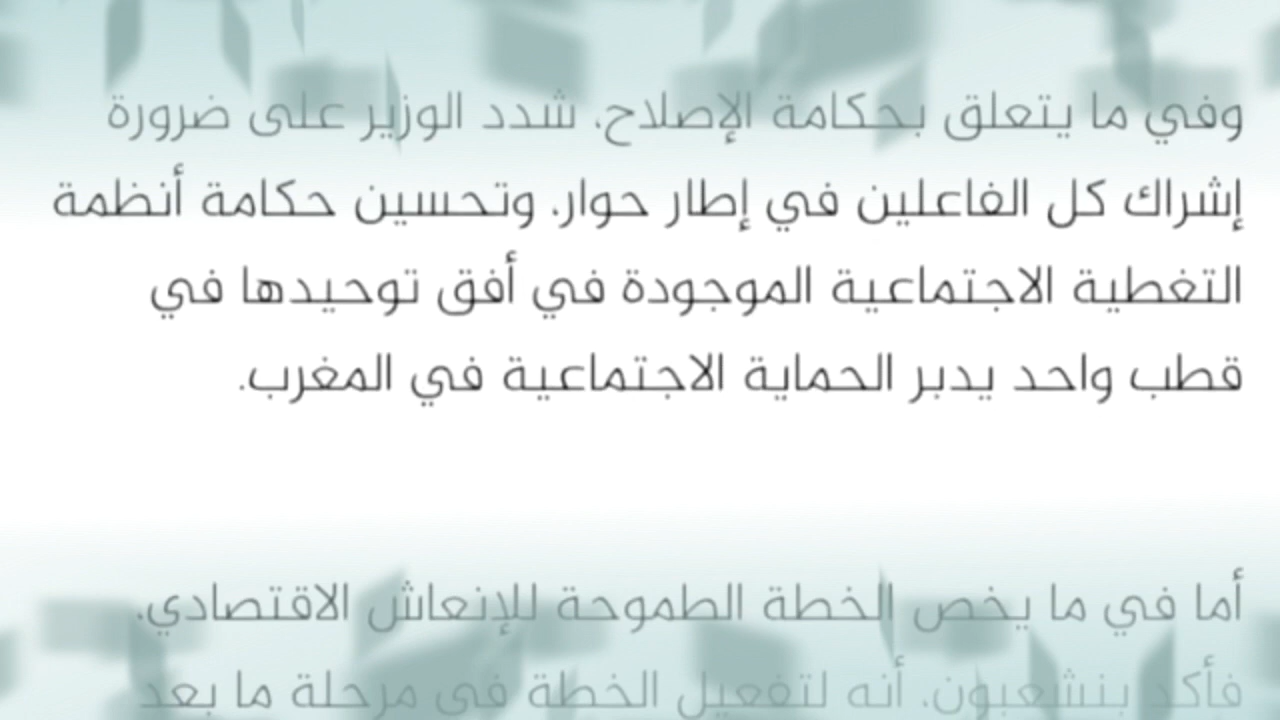 وفي ما يتعلق بحكامة الإصلاح، شدد الوزير على ضرورة
إشراك كل الفاعلين في إطار حوار، وتحسين حكامة أنظمة
التغطية الاجتماعية الموجودة في أفق توحيدها في
قطب واحد يدبر الحماية الاجتماعية في المغرب.
أما في ما يخص الخطة الطموحة للإنعاش الاقتصادي،
فأكد بنشعبون، أنه لتفعيل الخطة في مرحلة ما بعد